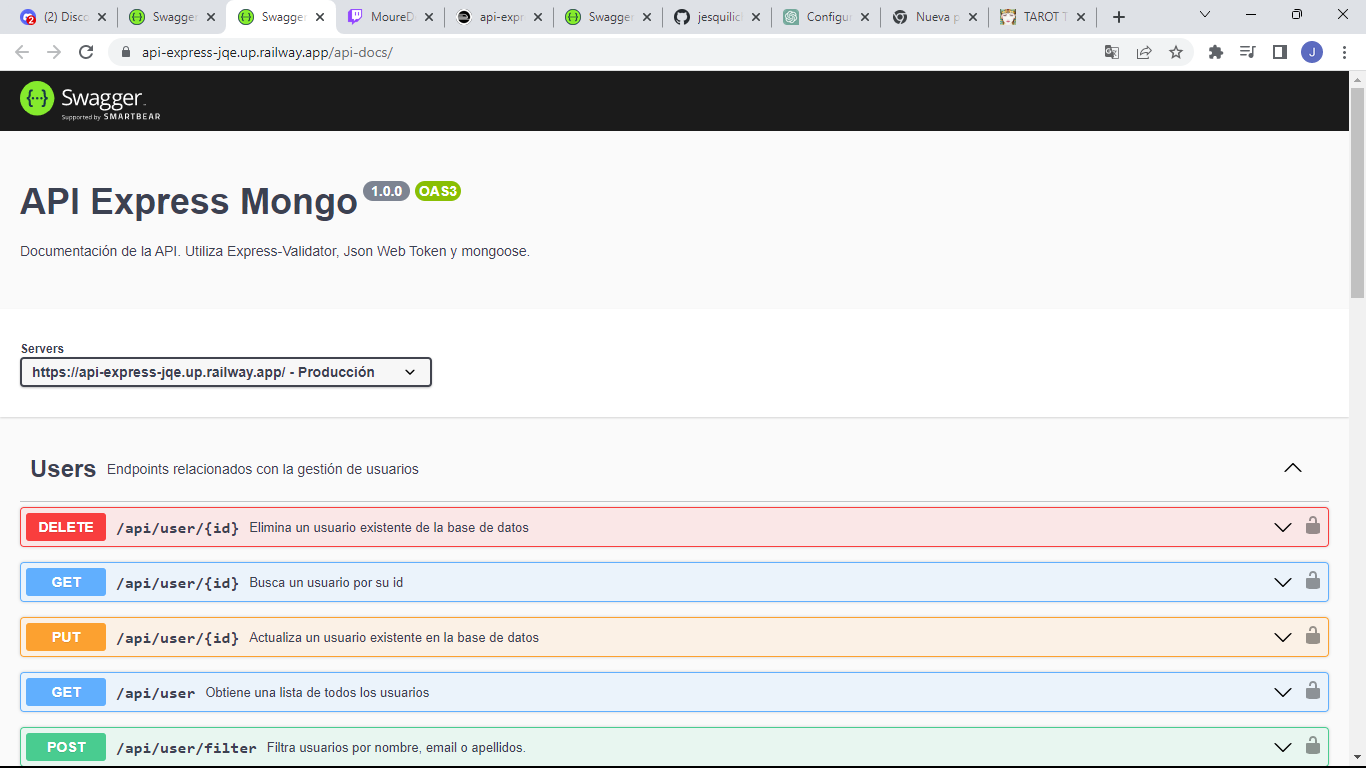 (2) Disco
Swagger
Swagger
MoureD
api-expr
Swagger
jesquilic
Configur
Nueva p
TAROT T
api-express-jqe.up.railway.app/api-docs/
J
Swagger
Supported by SMARTBEAR
API Express Mongo 1.0.0 OAS3
Documentación de la API. Utiliza Express-Validator, Json Web Token y mongoose.
Servers
https://api-express-jqe.up.railway.app/ - Producción
Users Endpoints relacionados con la gestión de usuarios
DELETE /api/user/{id} Elimina un usuario existente de la base de datos
GET /api/user/{id} Busca un usuario por su id
PUT /api/user/{id} Actualiza un usuario existente en la base de datos
GET /api/user Obtiene una lista de todos los usuarios
POST /api/user/filter Filtra usuarios por nombre, email o apellidos.